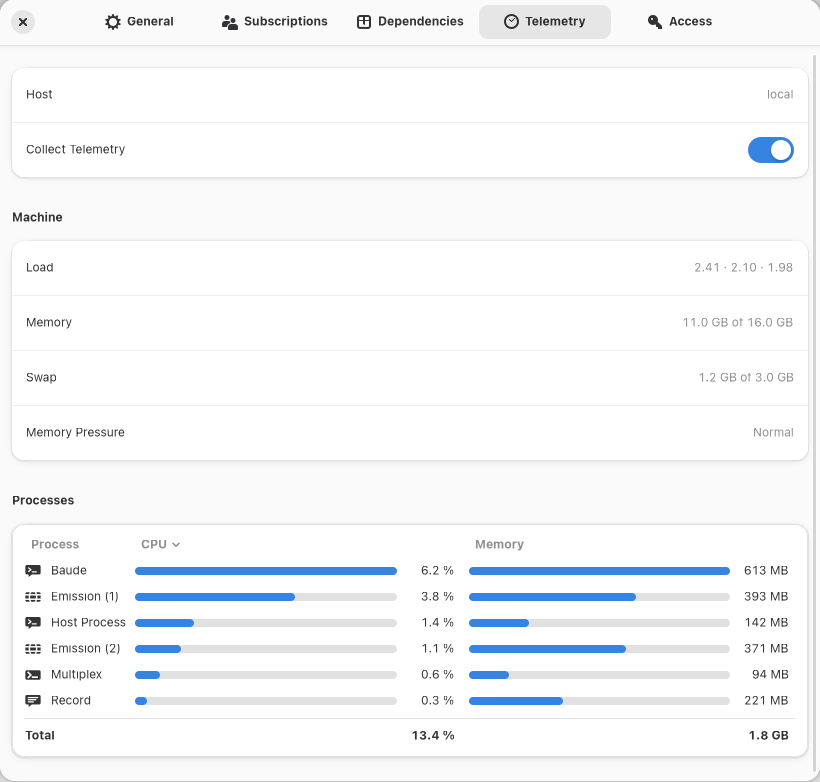 General Subscriptions Dependencies Telemetry Access
Host local
Collect Telemetry
Machine
Load 2.41 · 2.10 · 1.98
Memory 11.0 GB of 16.0 GB
Swap 1.2 GB of 3.0 GB
Memory Pressure Normal
Processes
Process CPU Memory
Baude 6.2 % 613 MB
Emission (1) 3.8 % 393 MB
Host Process 1.4 % 142 MB
Emission (2) 1.1 % 371 MB
Multiplex 0.6 % 94 MB
Record 0.3 % 221 MB
Total 13.4 % 1.8 GB